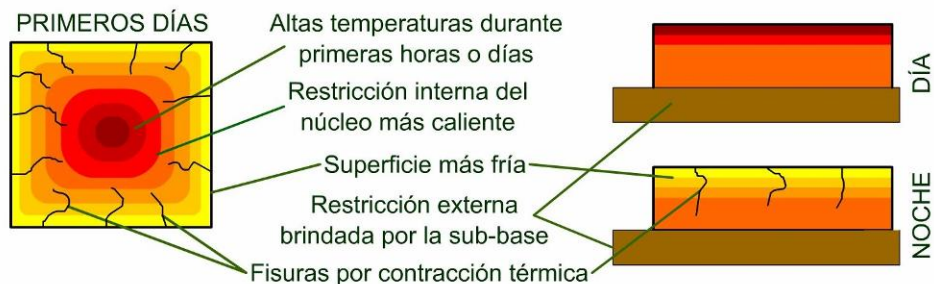 PRIMEROS DÍAS
Altas temperaturas durante
primeras horas o días
Restricción interna del
núcleo más caliente
Superficie más fría
Restricción externa
brindada por la sub-base
Fisuras por contracción térmica
DÍA
NOCHE